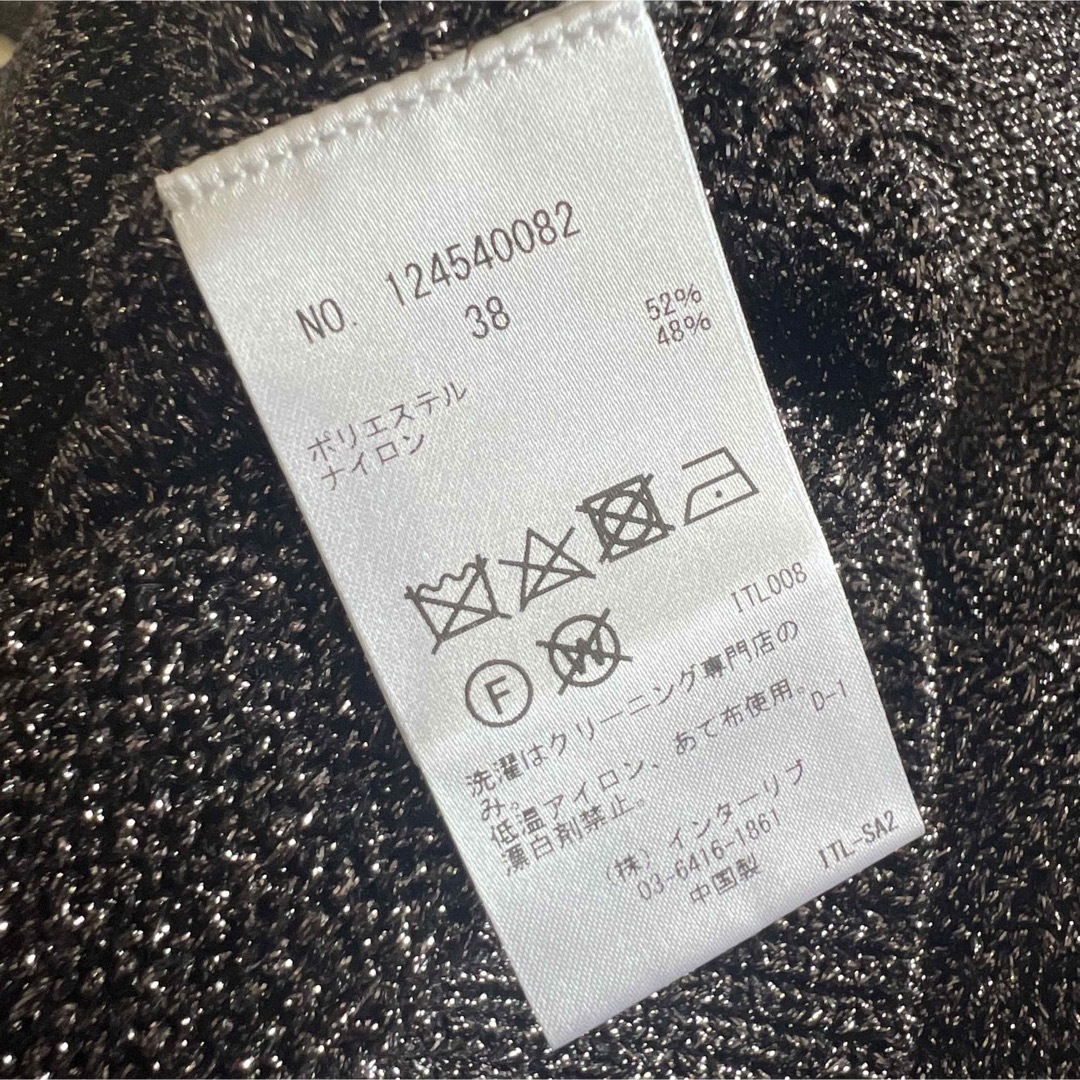 NO. 124540082
38
ポリエステル 52%
ナイロン 48%
F W
ITL008
洗濯はクリーニング専門店の
み。
低温アイロン、あて布使用。
漂白剤禁止。 D-1
(株) インターリブ
03-6416-1861
中国製 ITL-SA2